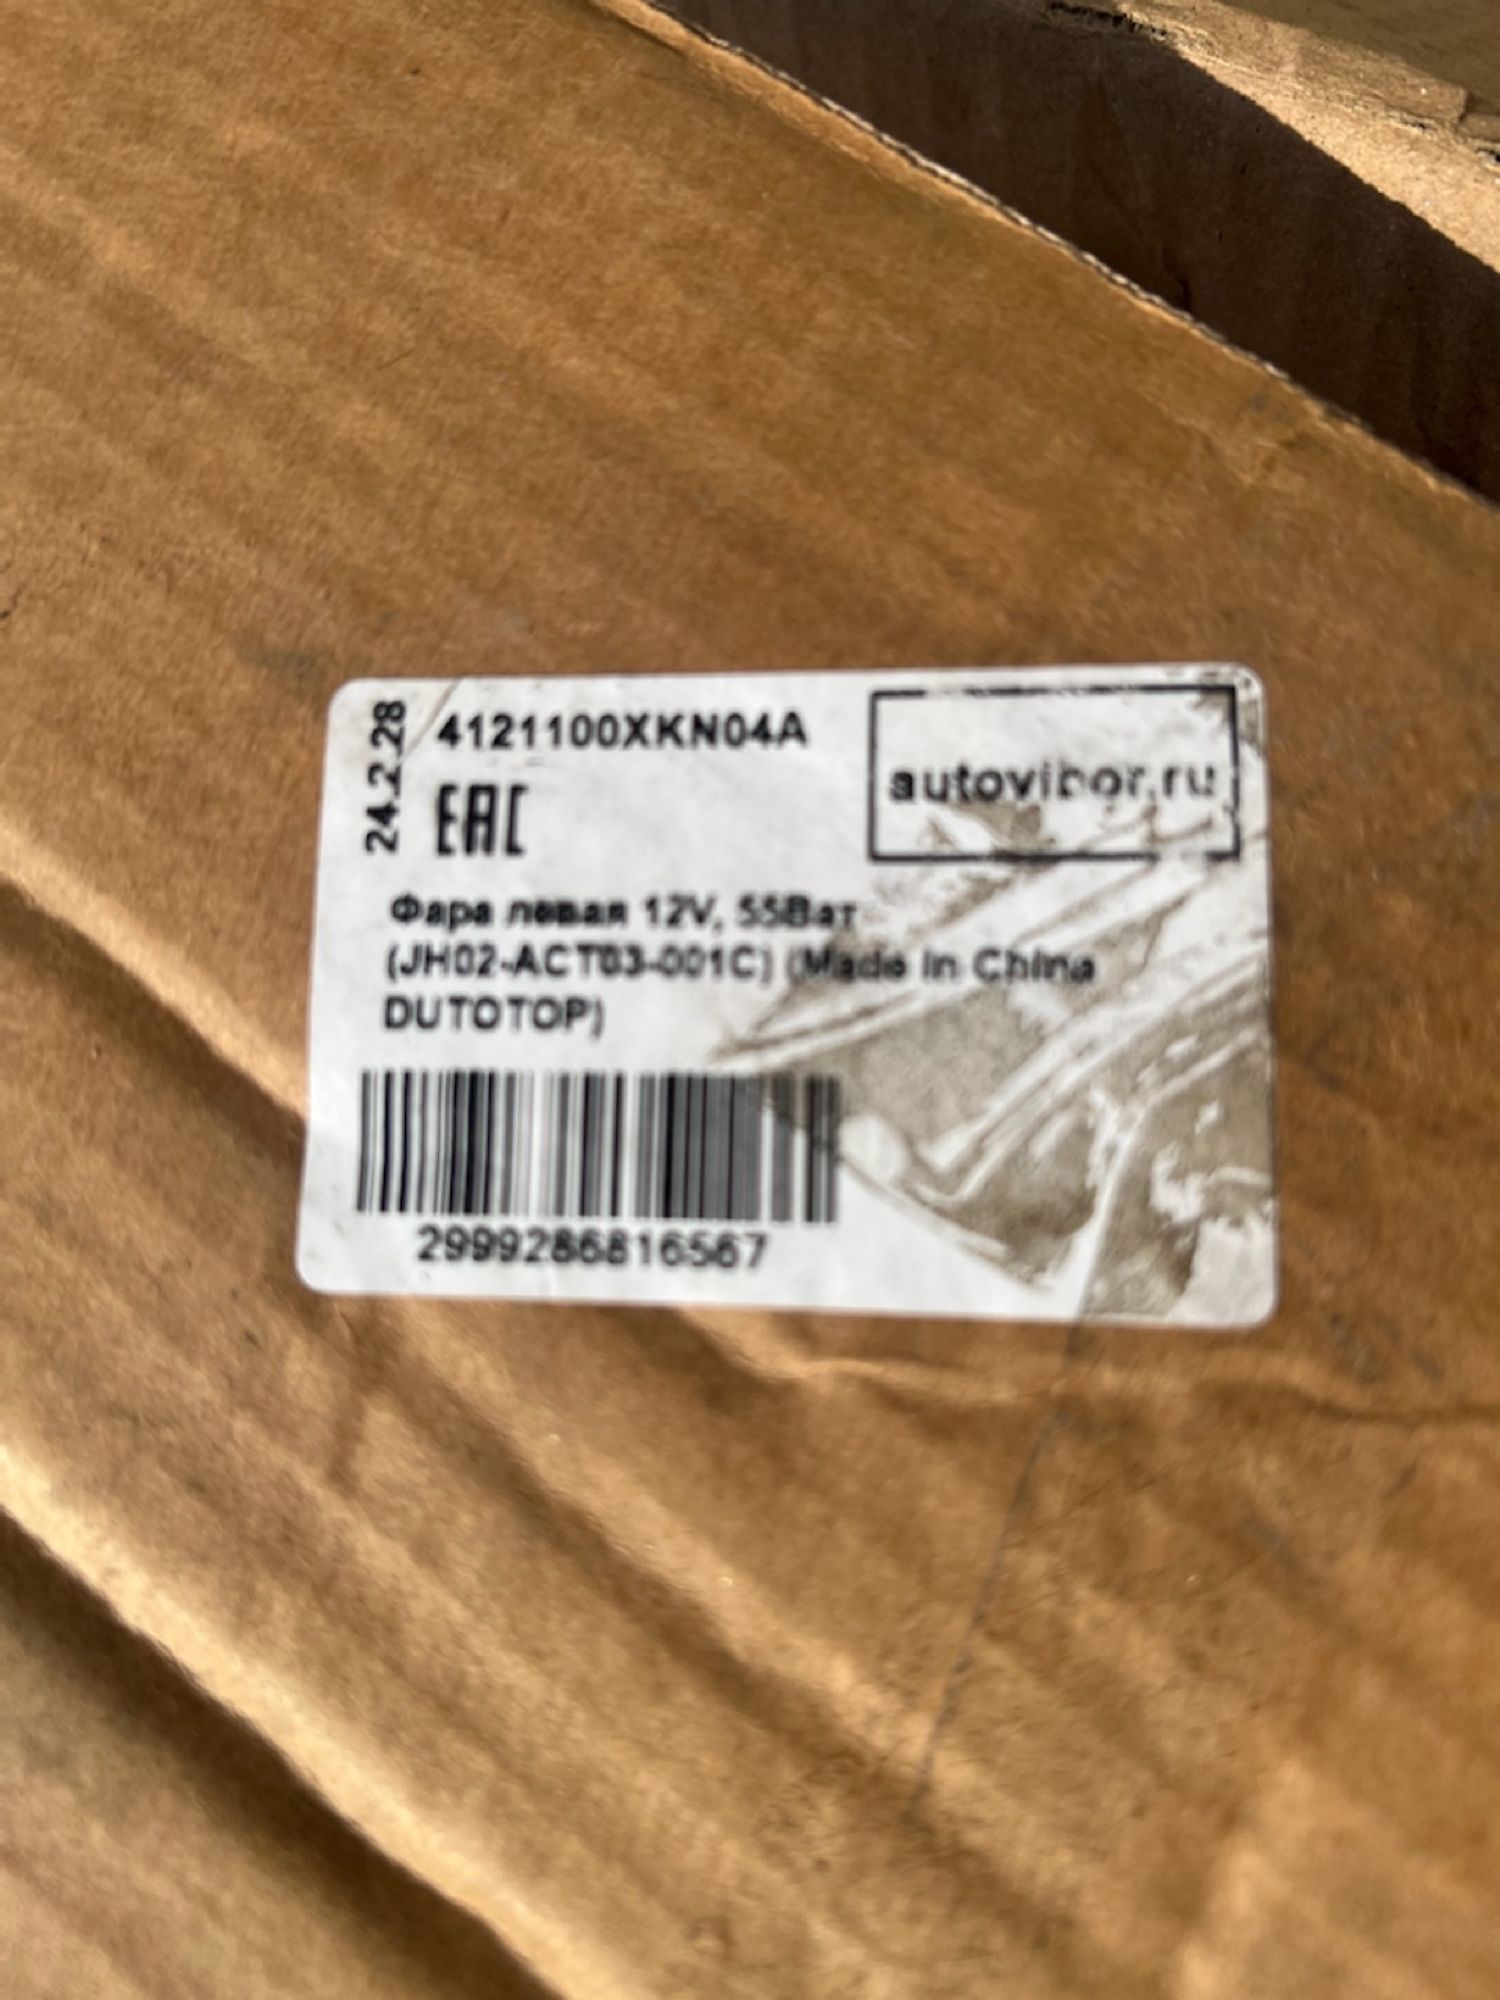 24.2.28
4121100XKN04A
autovibor.ru
EAC
Фара левая 12V, 55Ват
(JH02-ACT03-001C) (Made in China
DUTOTOP)
2999286816567